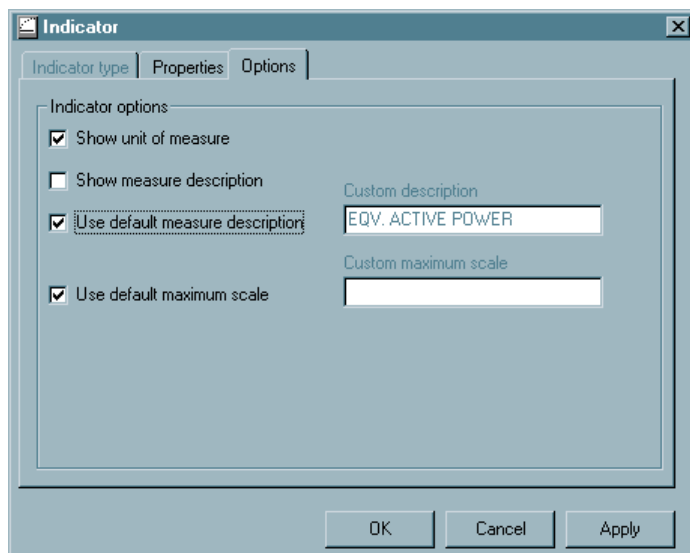 Indicator
Indicator type Properties Options
Indicator options
Show unit of measure
Show measure description
Custom description
Use default measure description
EQV. ACTIVE POWER
Custom maximum scale
Use default maximum scale
OK Cancel Apply